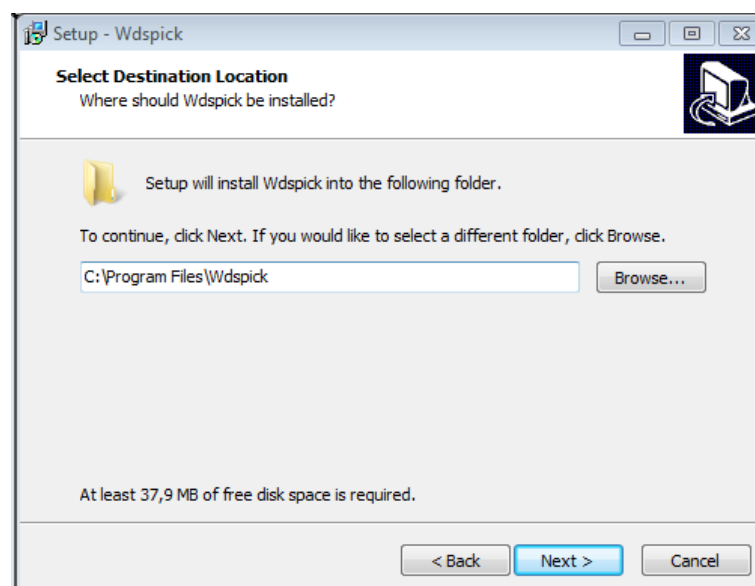 Setup - Wdspick
Select Destination Location
Where should Wdspick be installed?
Setup will install Wdspick into the following folder.
To continue, click Next. If you would like to select a different folder, click Browse.
C:\Program Files\Wdspick
Browse...
At least 37,9 MB of free disk space is required.
< Back
Next >
Cancel